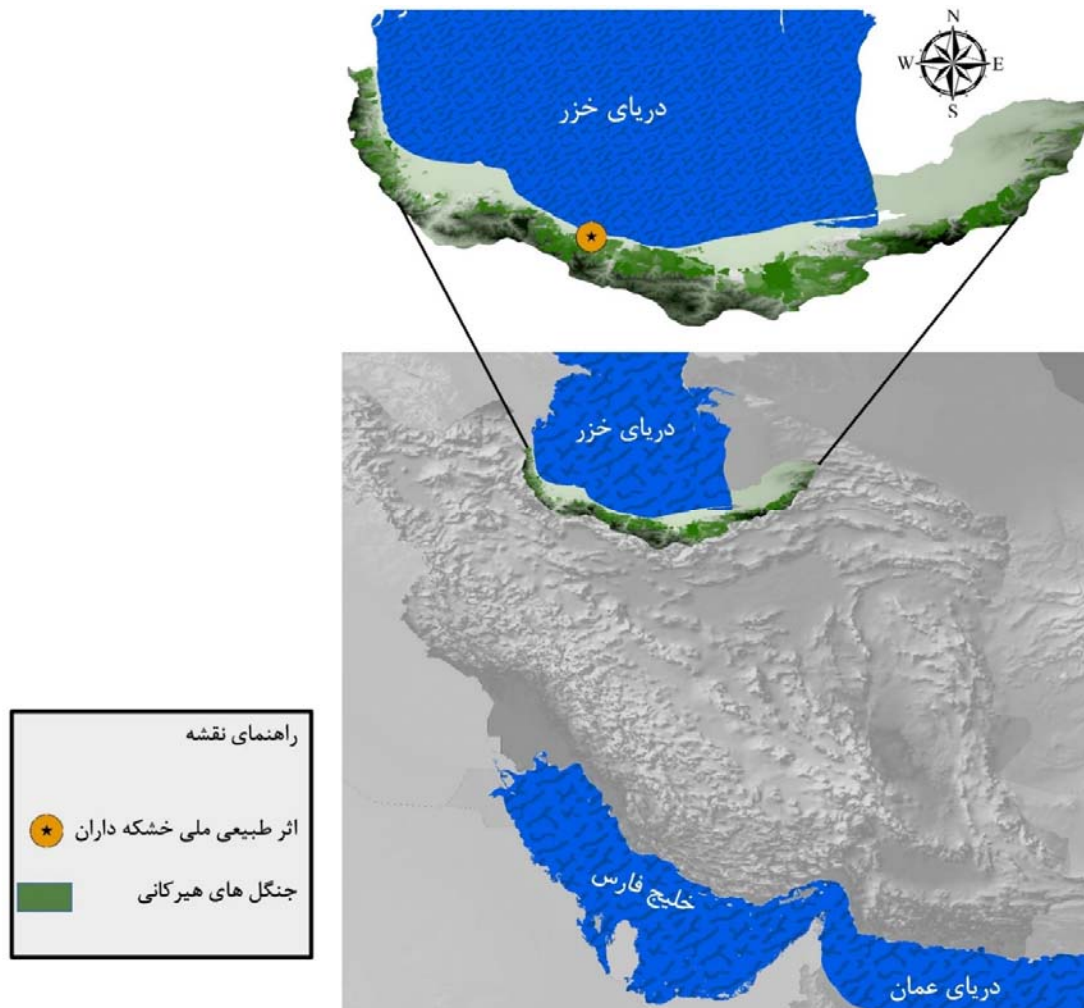 N
W E
S
دریای خزر
دریای خزر
راهنمای نقشه
اثر طبیعی ملی خشکه داران
جنگل های هیرکانی
خلیج فارس
دریای عمان